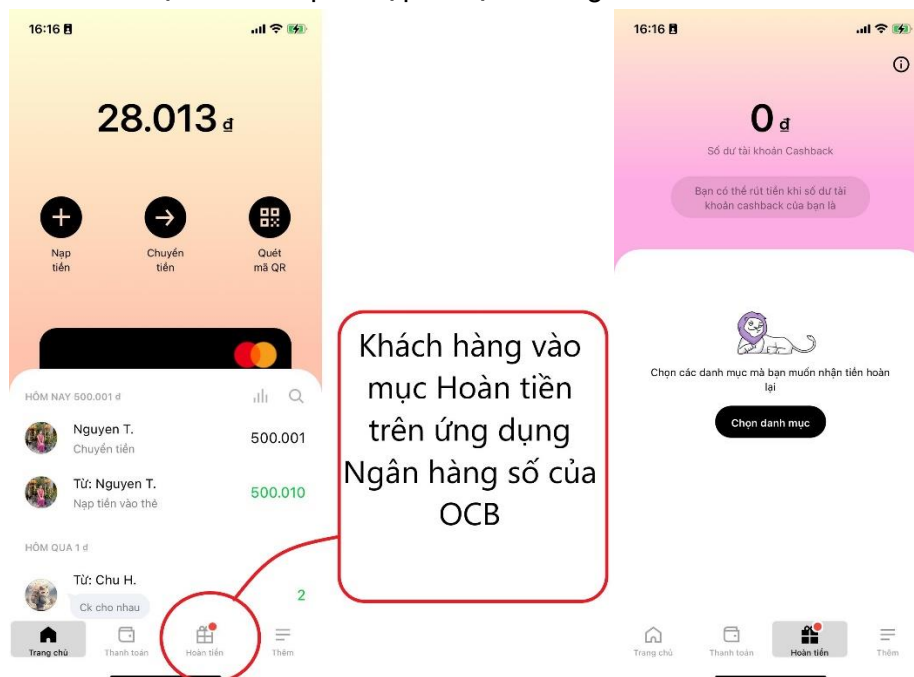 16:16
28.013 đ
Nạp
tiền
Chuyển
tiền
Quét
mã QR
HÔM NAY 500.001 đ
Nguyen T.
500.001
Chuyển tiền
Từ: Nguyen T.
500.010
Nạp tiền vào thẻ
HÔM QUA 1 đ
Từ: Chu H.
2
Ck cho nhau
Trang chủ
Thanh toán
Hoàn tiền
Thêm
Khách hàng vào
mục Hoàn tiền
trên ứng dụng
Ngân hàng số của
OCB
16:16
0 đ
Số dư tài khoản Cashback
Bạn có thể rút tiền khi số dư tài
khoản cashback của bạn là
Chọn các danh mục mà bạn muốn nhận tiền hoàn
lại
Chọn danh mục
Trang chủ
Thanh toán
Hoàn tiền
Thêm